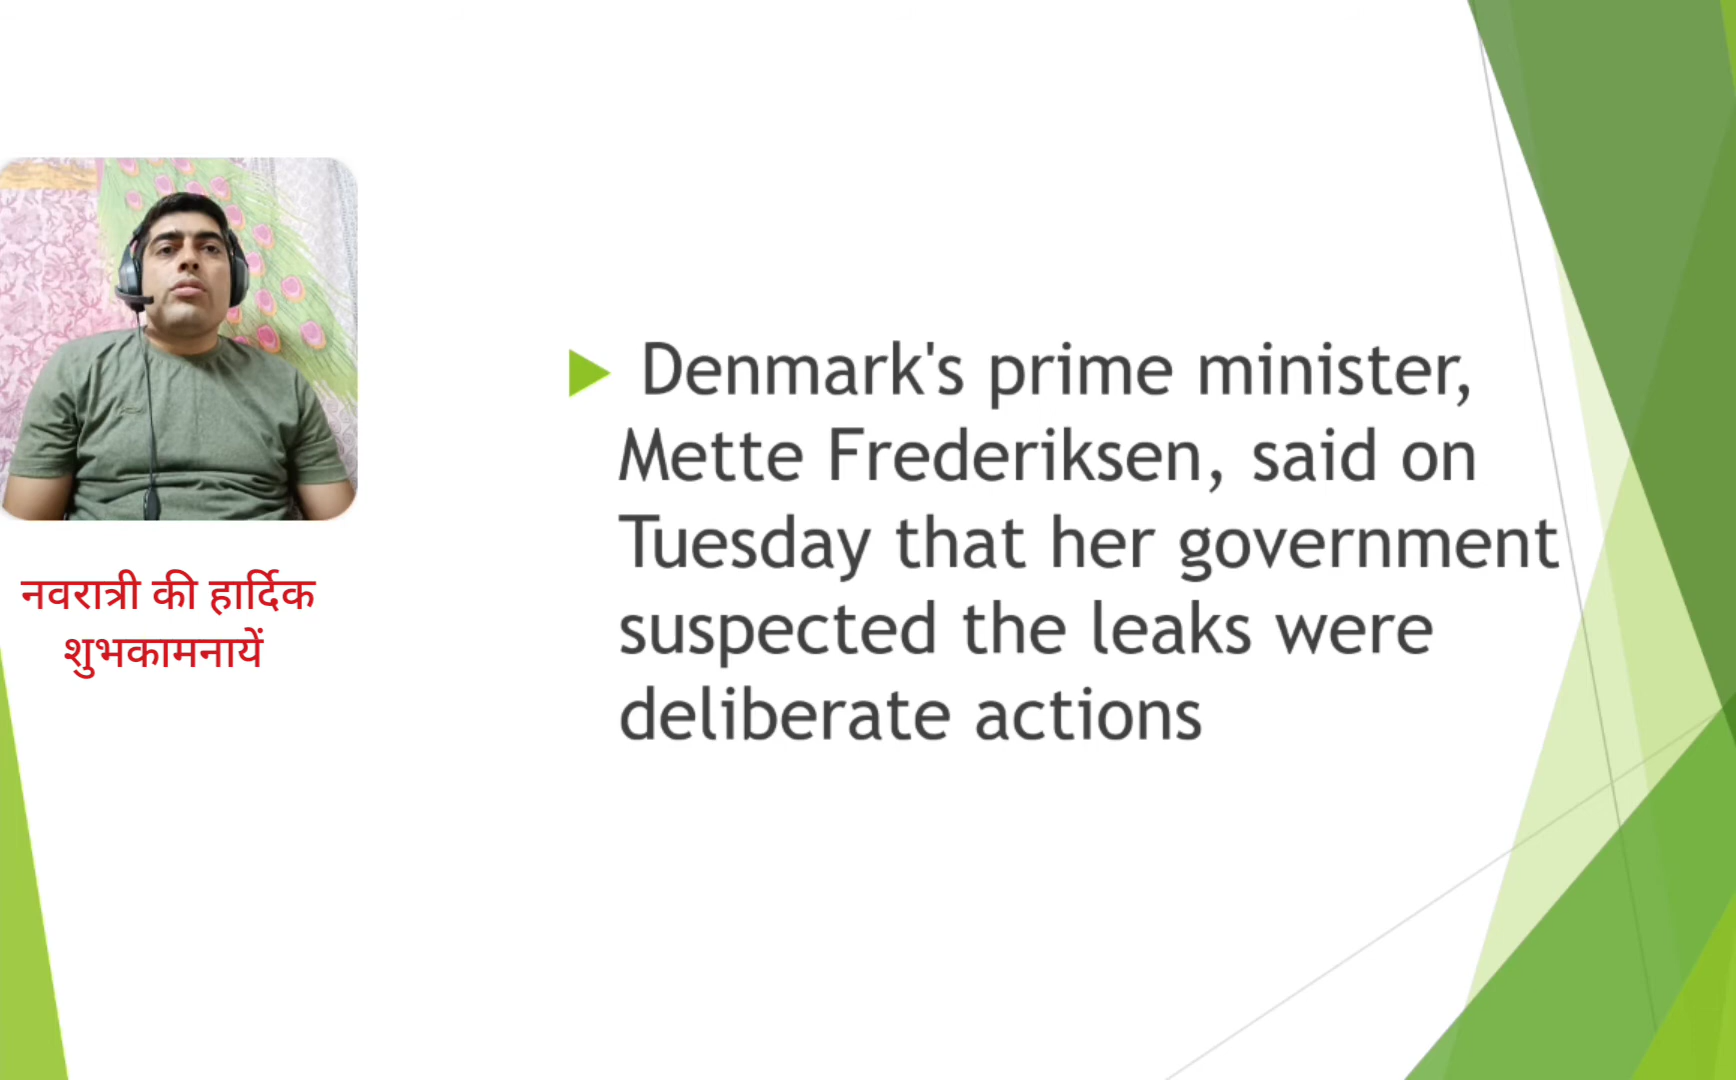 Denmark's prime minister,
Mette Frederiksen, said on
Tuesday that her government
suspected the leaks were
deliberate actions
नवरात्री की हार्दिक
शुभकामनायें